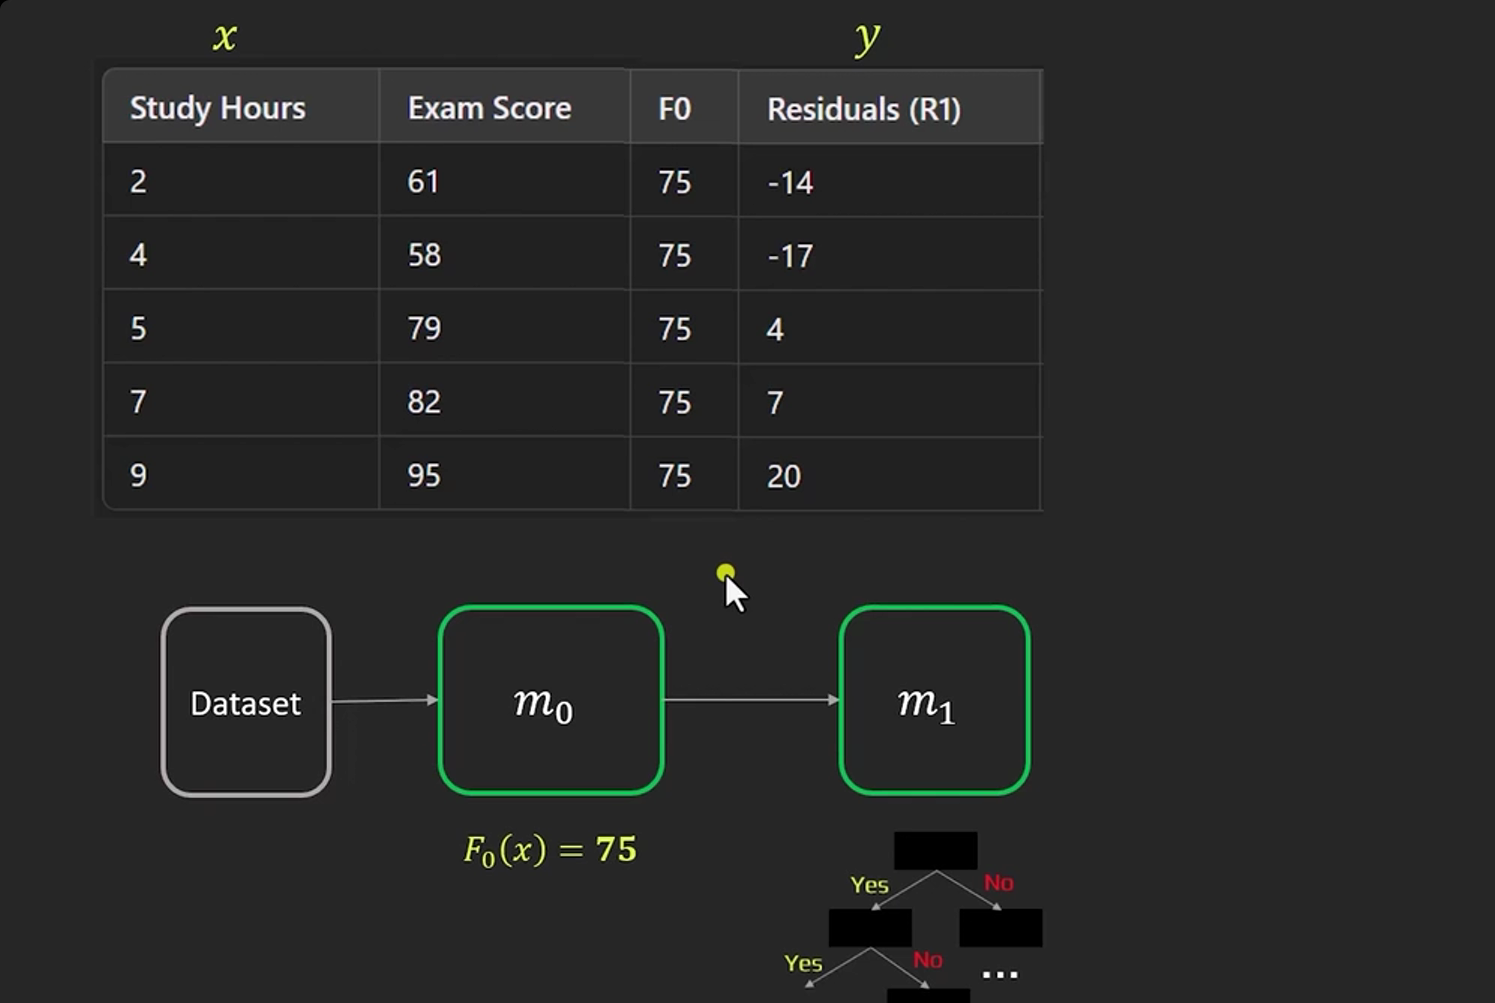 x y
Study Hours Exam Score F0 Residuals (R1)
2 61 75 -14
4 58 75 -17
5 79 75 4
7 82 75 7
9 95 75 20
Dataset m₀ m₁
F₀(x) = 75
Yes No
Yes No ...